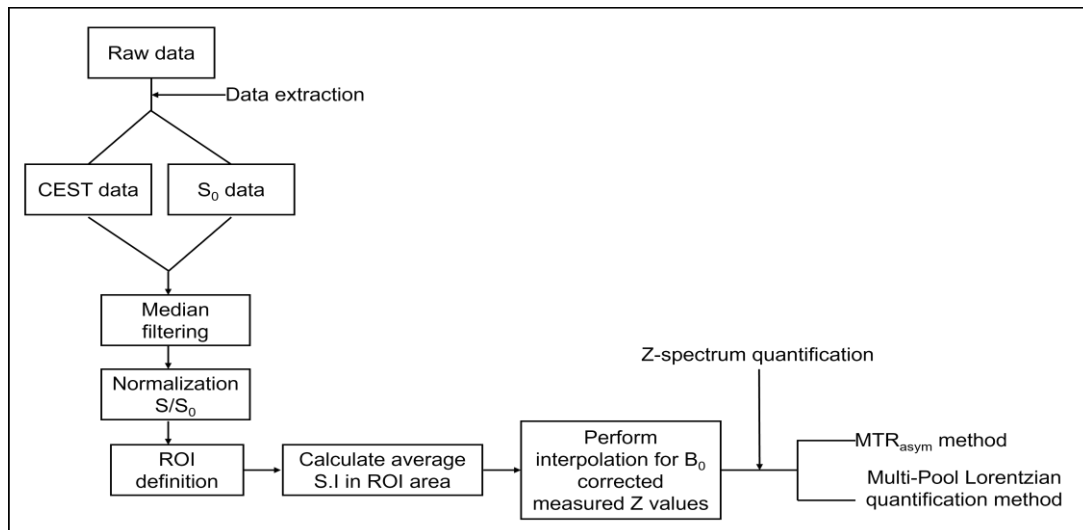 Raw data
Data extraction
CEST data
S₀ data
Median
filtering
Normalization
S/S₀
ROI
definition
Calculate average
S.I in ROI area
Perform
interpolation for B₀
corrected
measured Z values
Z-spectrum quantification
MTRasym method
Multi-Pool Lorentzian
quantification method